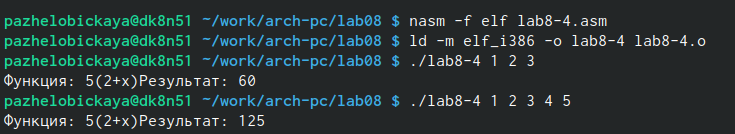 pazhelobickaya@dk8n51 ~/work/arch-pc/lab08 $ nasm -f elf lab8-4.asm
pazhelobickaya@dk8n51 ~/work/arch-pc/lab08 $ ld -m elf_i386 -o lab8-4 lab8-4.o
pazhelobickaya@dk8n51 ~/work/arch-pc/lab08 $ ./lab8-4 1 2 3
Функция: 5(2+x)Результат: 60
pazhelobickaya@dk8n51 ~/work/arch-pc/lab08 $ ./lab8-4 1 2 3 4 5
Функция: 5(2+x)Результат: 125